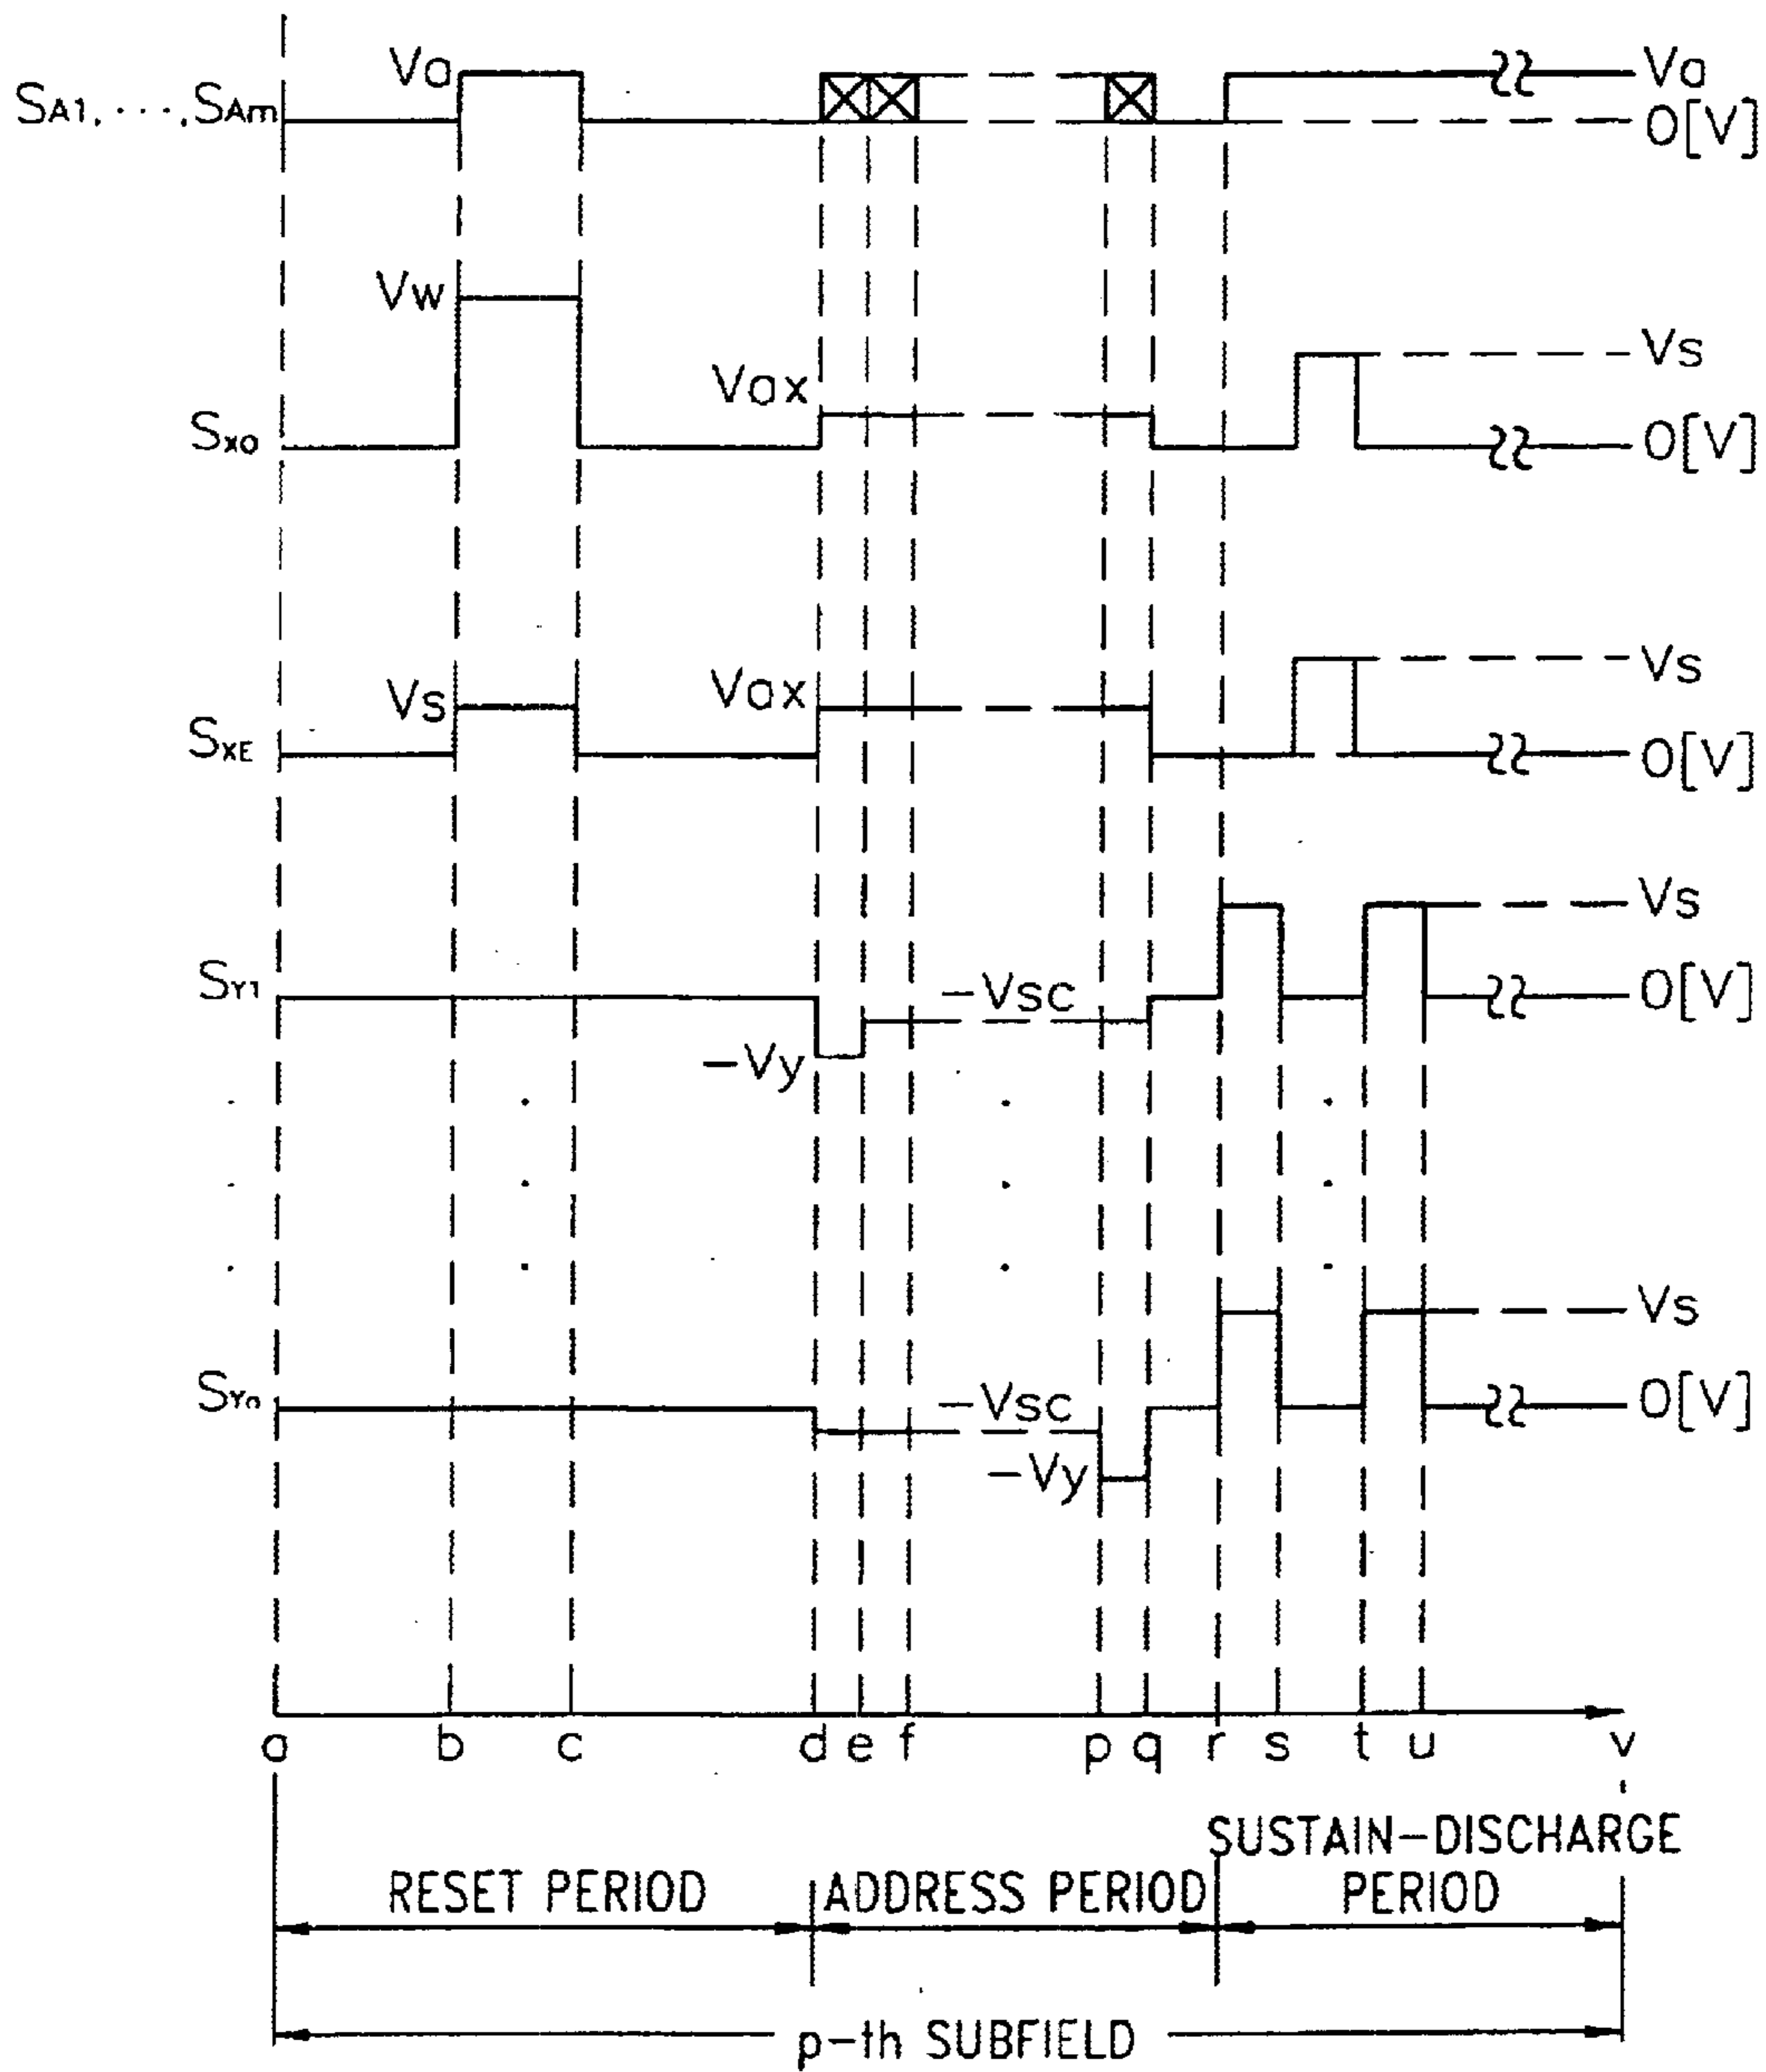 Va
Va
SA1, ···, SAm
0[V]
Vw
Vs
Vax
SXO
0[V]
Vs
Vs
Vax
SXE
0[V]
Vs
SY1
-Vsc
0[V]
-Vy
Vs
SYn
-Vsc
0[V]
-Vy
a b c d e f p q r s t u v
SUSTAIN-DISCHARGE
RESET PERIOD ADDRESS PERIOD PERIOD
p-th SUBFIELD